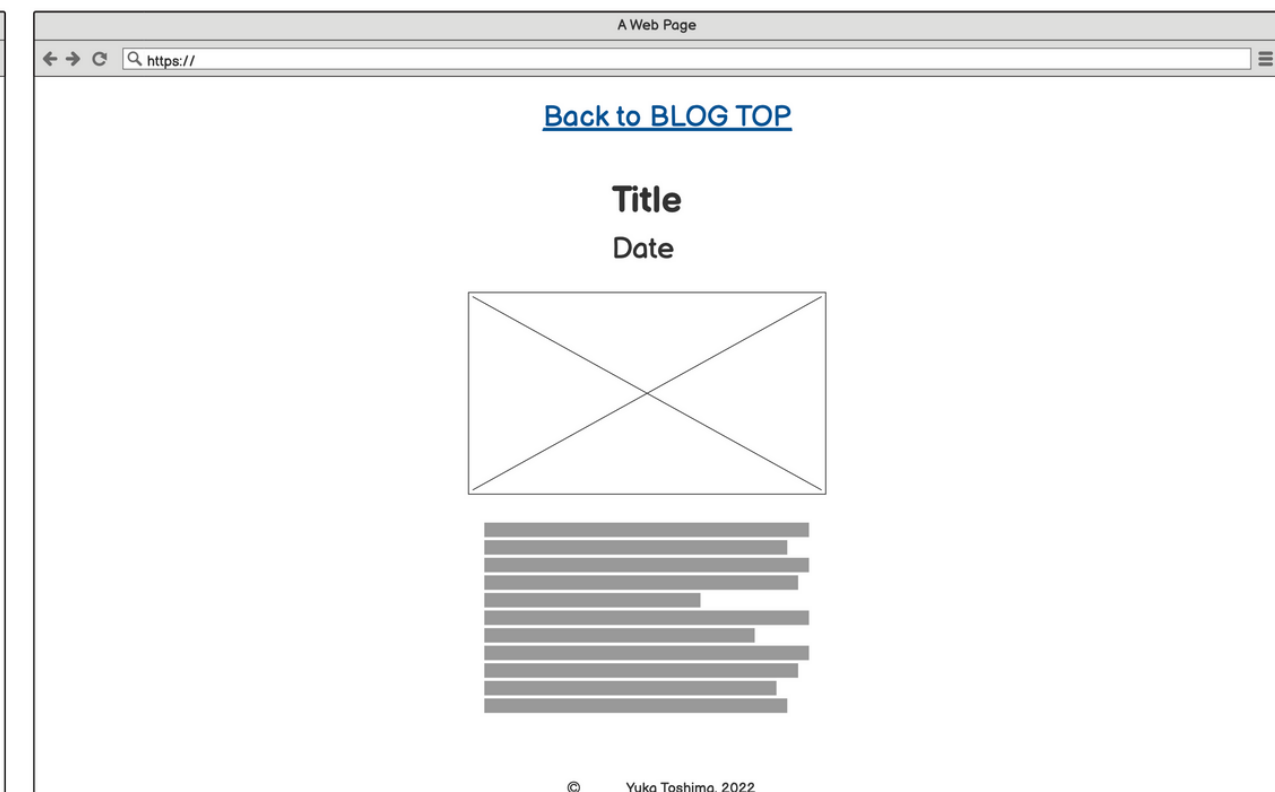 A Web Page
https://
Back to BLOG TOP
Title
Date
© Yuka Toshima, 2022